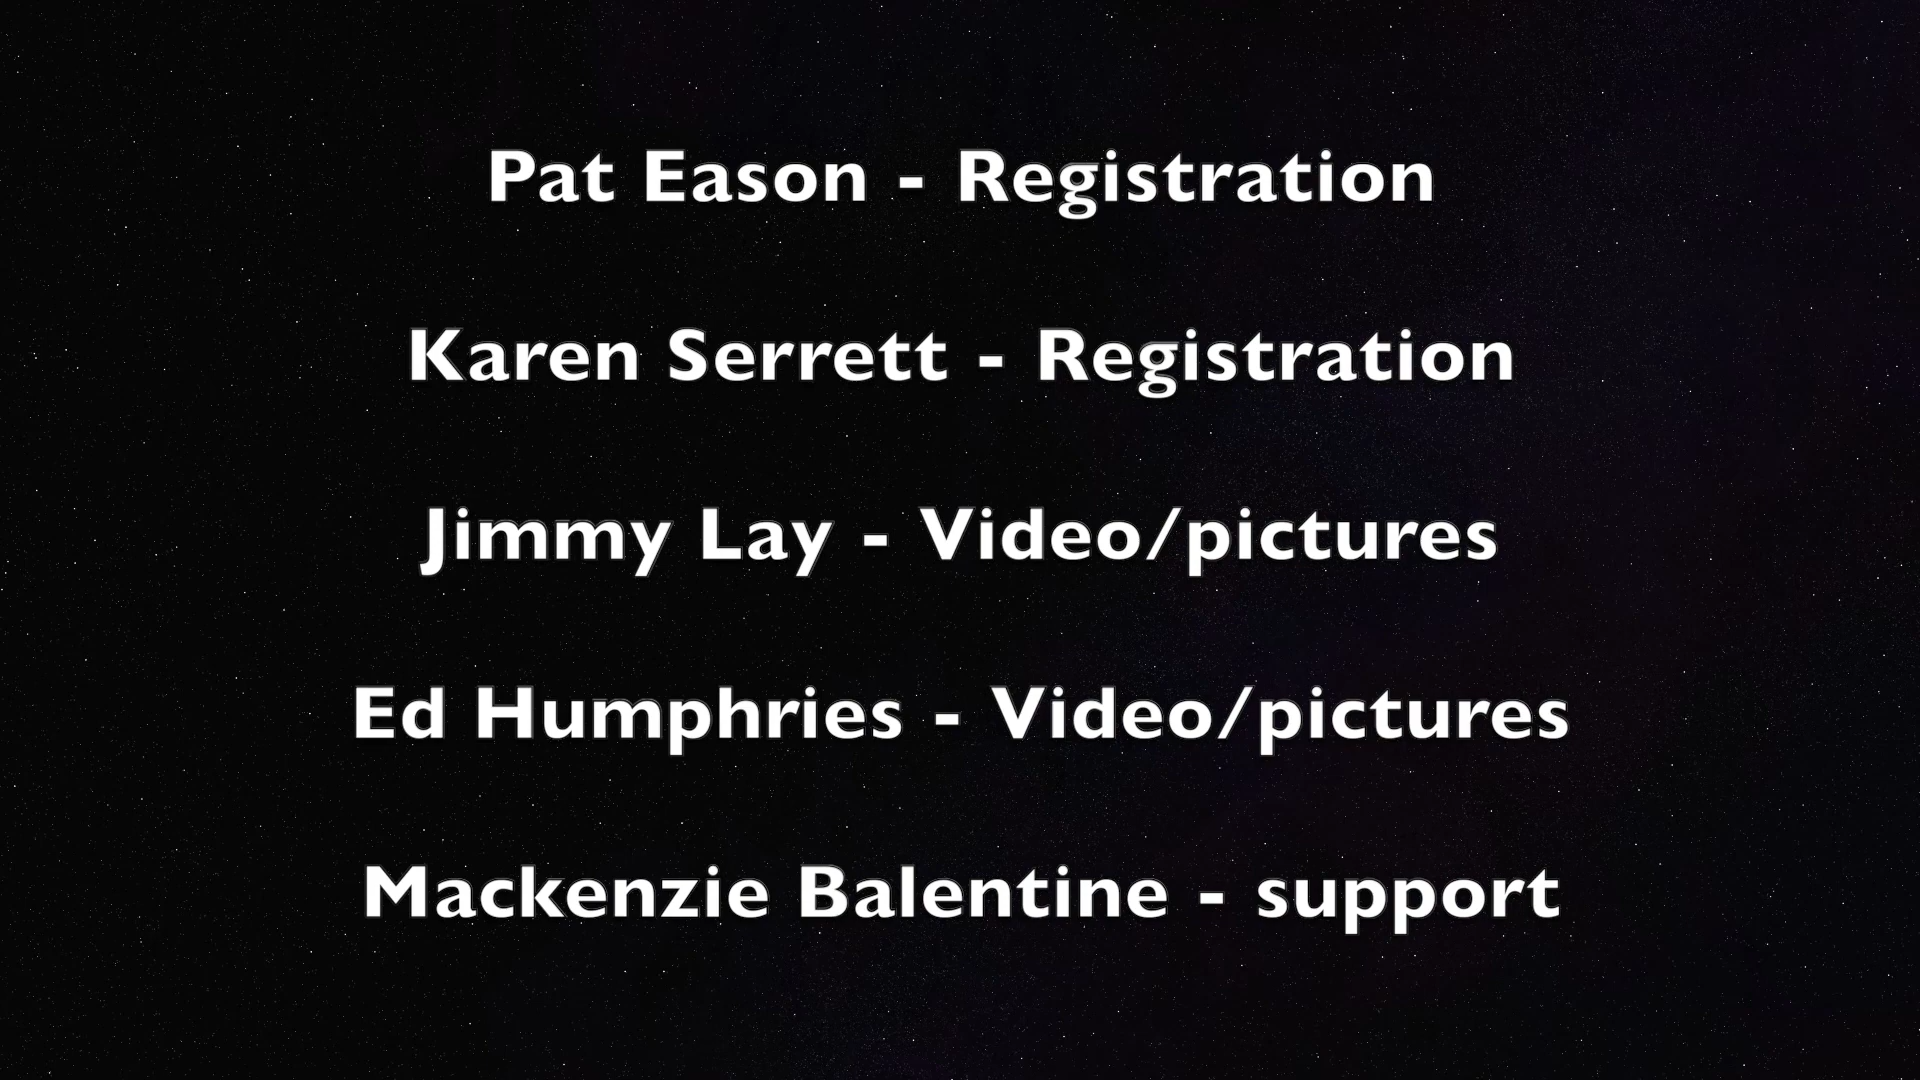 Pat Eason - Registration
Karen Serrett - Registration
Jimmy Lay - Video/pictures
Ed Humphries - Video/pictures
Mackenzie Balentine - support